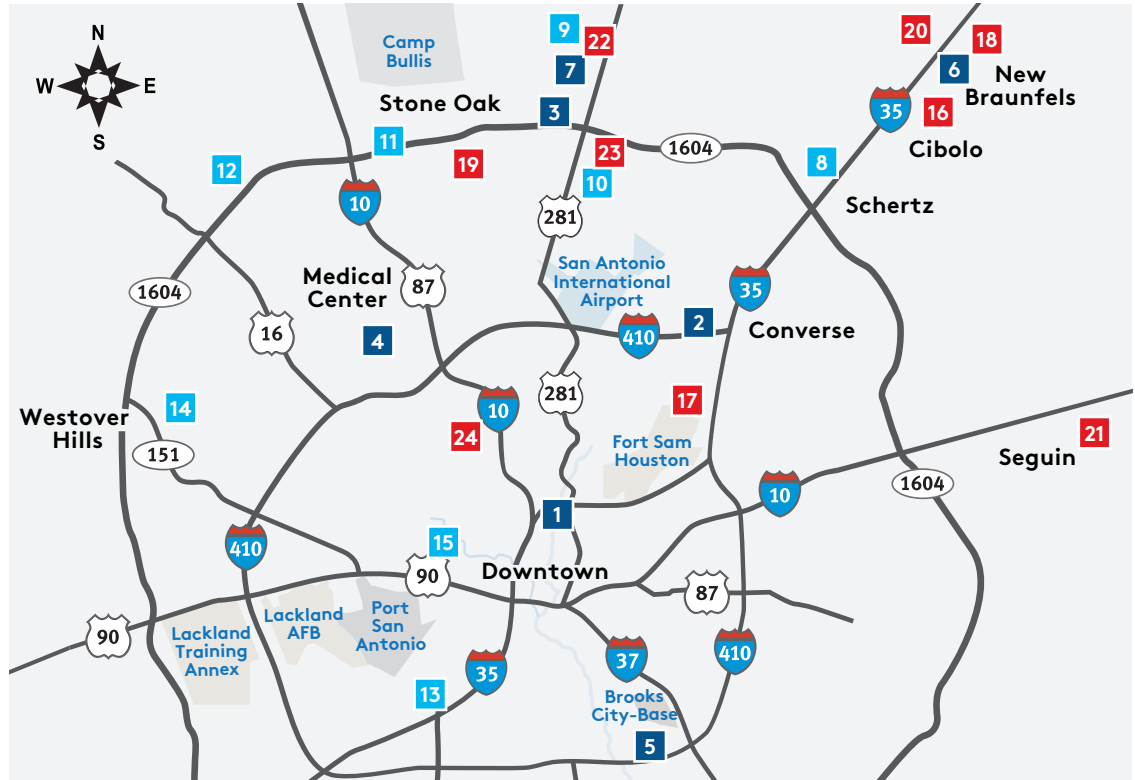 N
W
E
S
Camp
Bullis
9
22
20
18
7
6
New
Braunfels
Stone Oak
3
35
16
Cibolo
11
23
1604
12
19
10
8
10
281
Schertz
San Antonio
International
Airport
Medical
Center
87
35
1604
16
4
410
2
Converse
281
17
14
10
Westover
Hills
24
Fort Sam
Houston
21
Seguin
151
10
1604
1
410
15
90
Downtown
87
90
Lackland
Training
Annex
Lackland
AFB
Port
San
Antonio
35
37
410
13
Brooks
City-Base
5